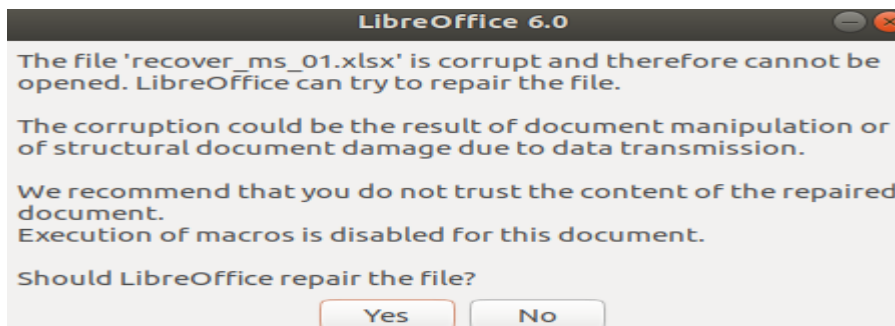 LibreOffice 6.0
The file 'recover_ms_01.xlsx' is corrupt and therefore cannot be
opened. LibreOffice can try to repair the file.
The corruption could be the result of document manipulation or
of structural document damage due to data transmission.
We recommend that you do not trust the content of the repaired
document.
Execution of macros is disabled for this document.
Should LibreOffice repair the file?
Yes No